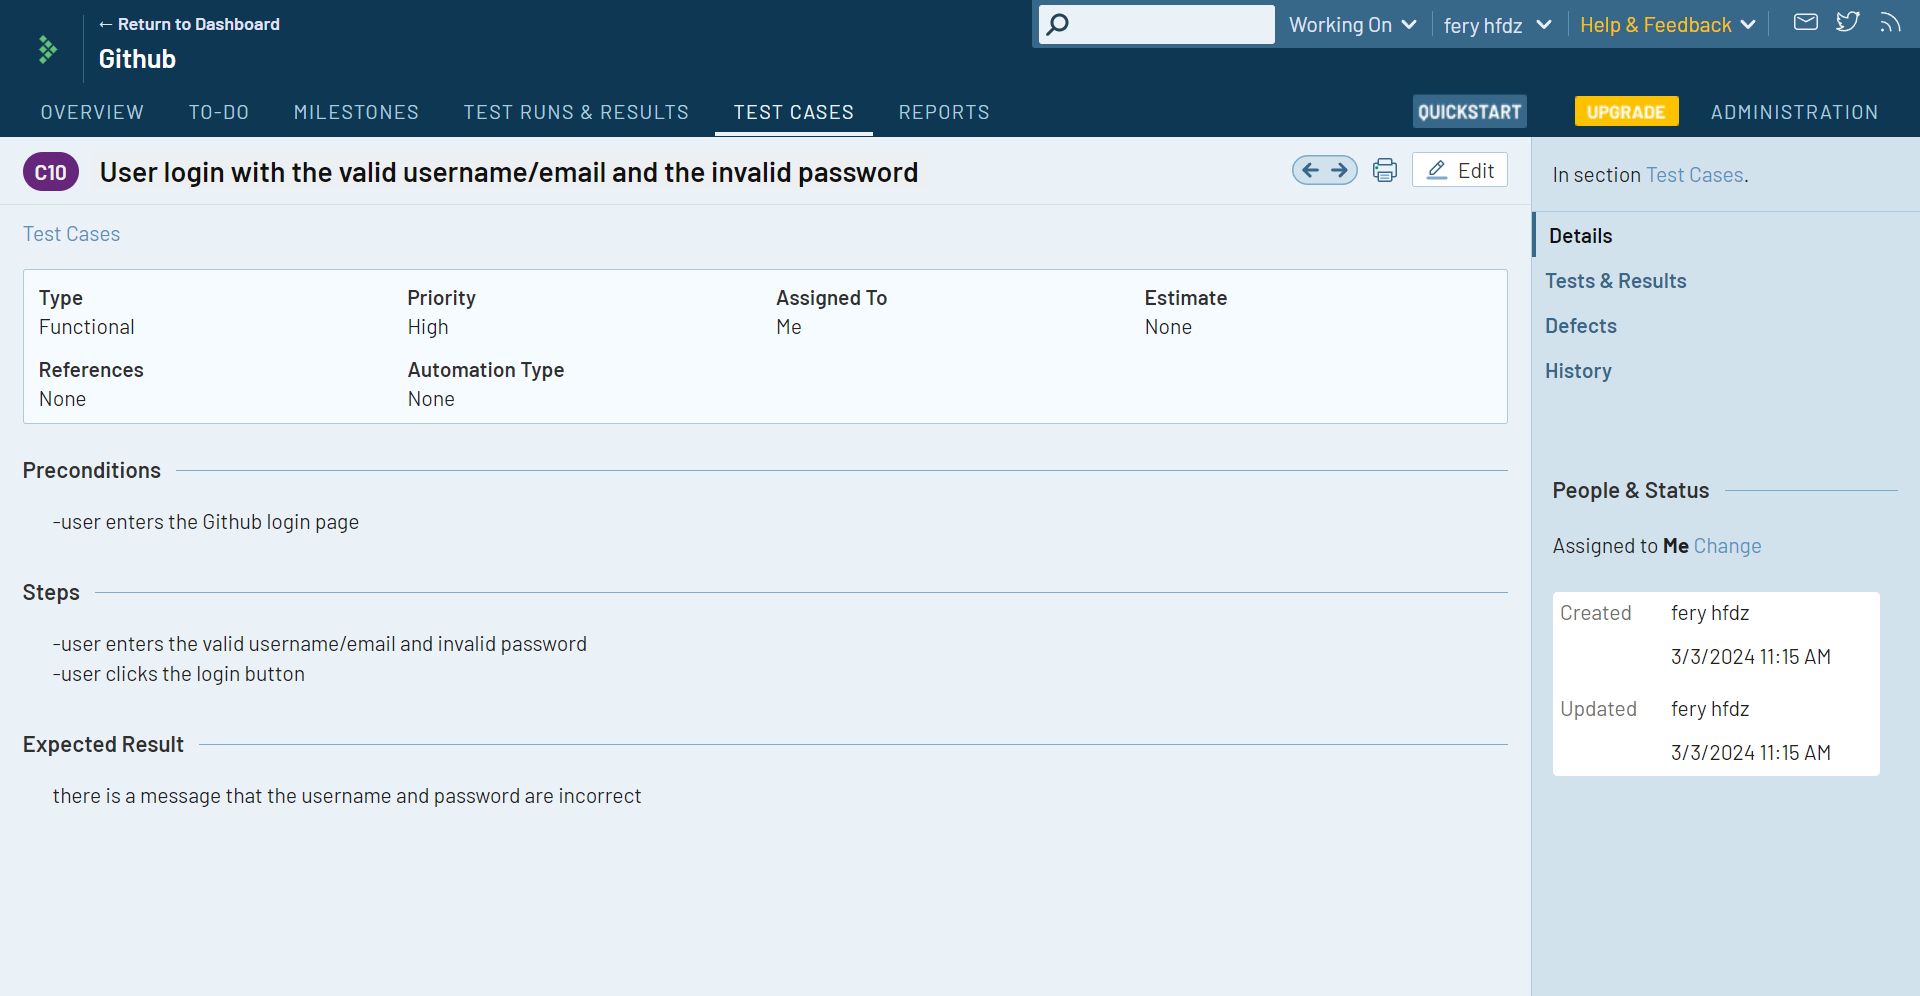 ← Return to Dashboard
Github
Working On
fery hfdz
Help & Feedback
OVERVIEW TO-DO MILESTONES TEST RUNS & RESULTS TEST CASES REPORTS
QUICKSTART
UPGRADE
ADMINISTRATION
C10
User login with the valid username/email and the invalid password
Edit
Test Cases
Type
Functional
Priority
High
Assigned To
Me
Estimate
None
References
None
Automation Type
None
Preconditions
-user enters the Github login page
Steps
-user enters the valid username/email and invalid password
-user clicks the login button
Expected Result
there is a message that the username and password are incorrect
In section Test Cases.
Details
Tests & Results
Defects
History
People & Status
Assigned to Me Change
Created fery hfdz
3/3/2024 11:15 AM
Updated fery hfdz
3/3/2024 11:15 AM